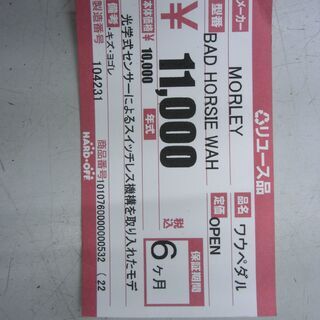 リユース品
メーカー MORLEY 品名 ワウペダル
型番 BAD HORSIE WAH 定価 OPEN
¥11,000 税込
本体価格¥ 10,000 年式
保証期間 6ヶ月
光学式センサーによるスイッチレス機構を取り入れたモデ
備考 キズ・ヨゴレ
製造番号 104231
HARD-OFF 商品番号 1010760000000532 (22